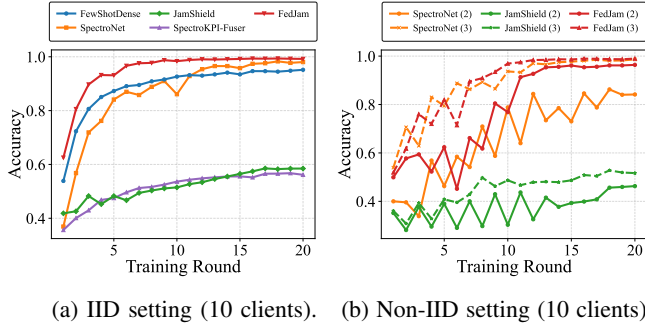 FewShotDense JamShield FedJam
SpectroNet SpectroKPI-Fuser
1.0
0.8
0.6
0.4
Accuracy
5 10 15 20
Training Round
(a) IID setting (10 clients).
SpectroNet (2) JamShield (2) FedJam (2)
SpectroNet (3) JamShield (3) FedJam (3)
1.0
0.8
0.6
0.4
Accuracy
5 10 15 20
Training Round
(b) Non-IID setting (10 clients)